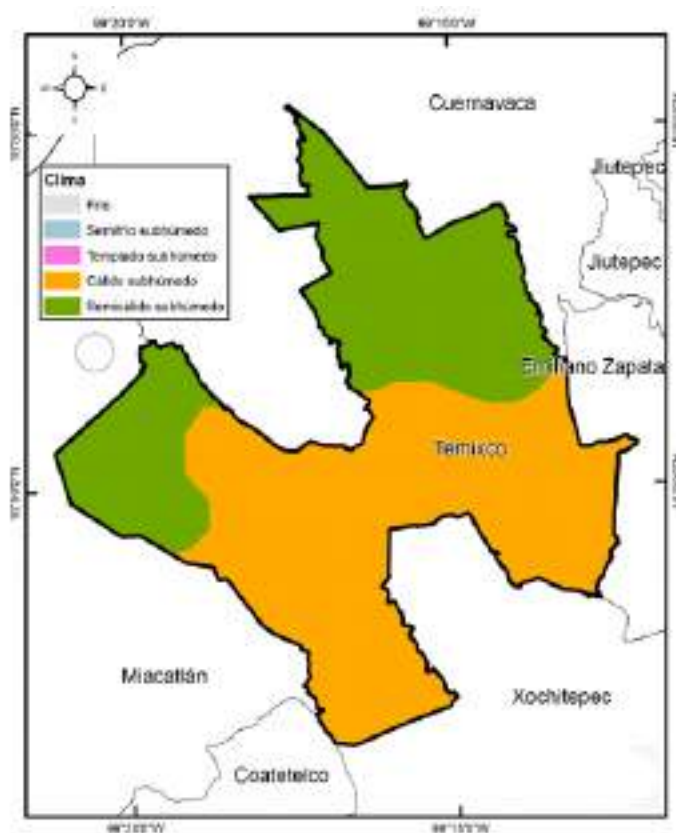 Cuernavaca
Jiutepec
Clima
Frío
Semifrío subhúmedo
Templado subhúmedo
Cálido subhúmedo
Semicálido subhúmedo
Jiutepec
Emiliano Zapata
Temixco
Miacatlán
Xochitepec
Coatetelco